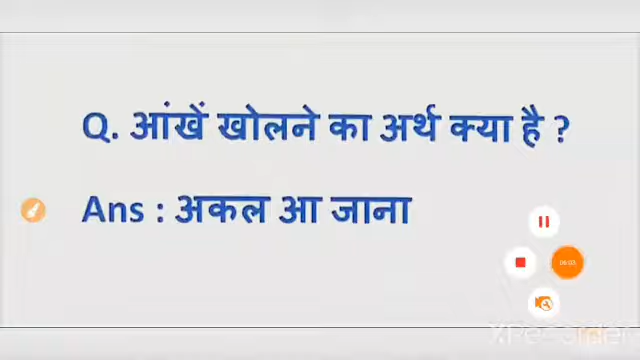 Q. आंखें खोलने का अर्थ क्या है ?
Ans : अकल आ जाना